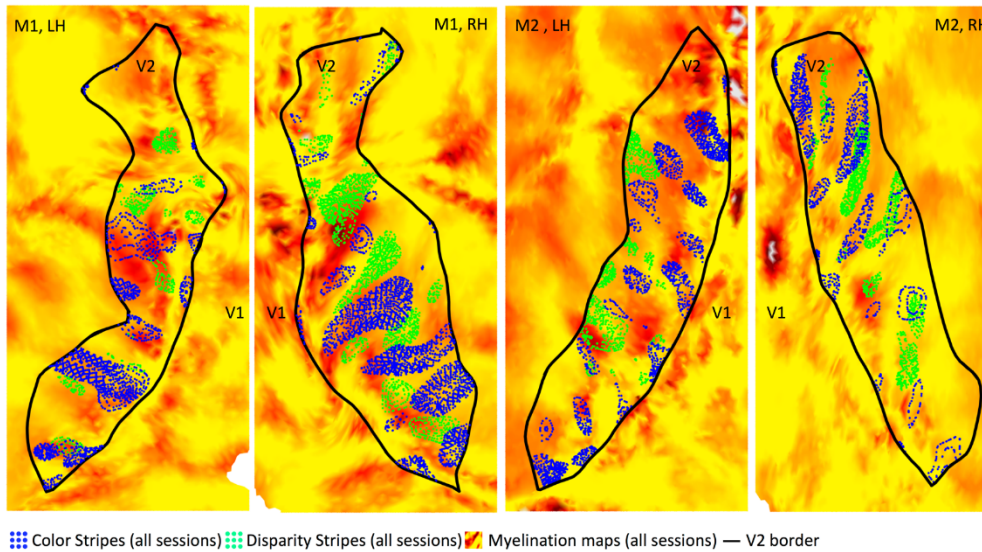 M1, LH
V2
V1
M1, RH
V2
V1
M2 , LH
V2
V1
M2, RH
V2
Color Stripes (all sessions) Disparity Stripes (all sessions) Myelination maps (all sessions) — V2 border